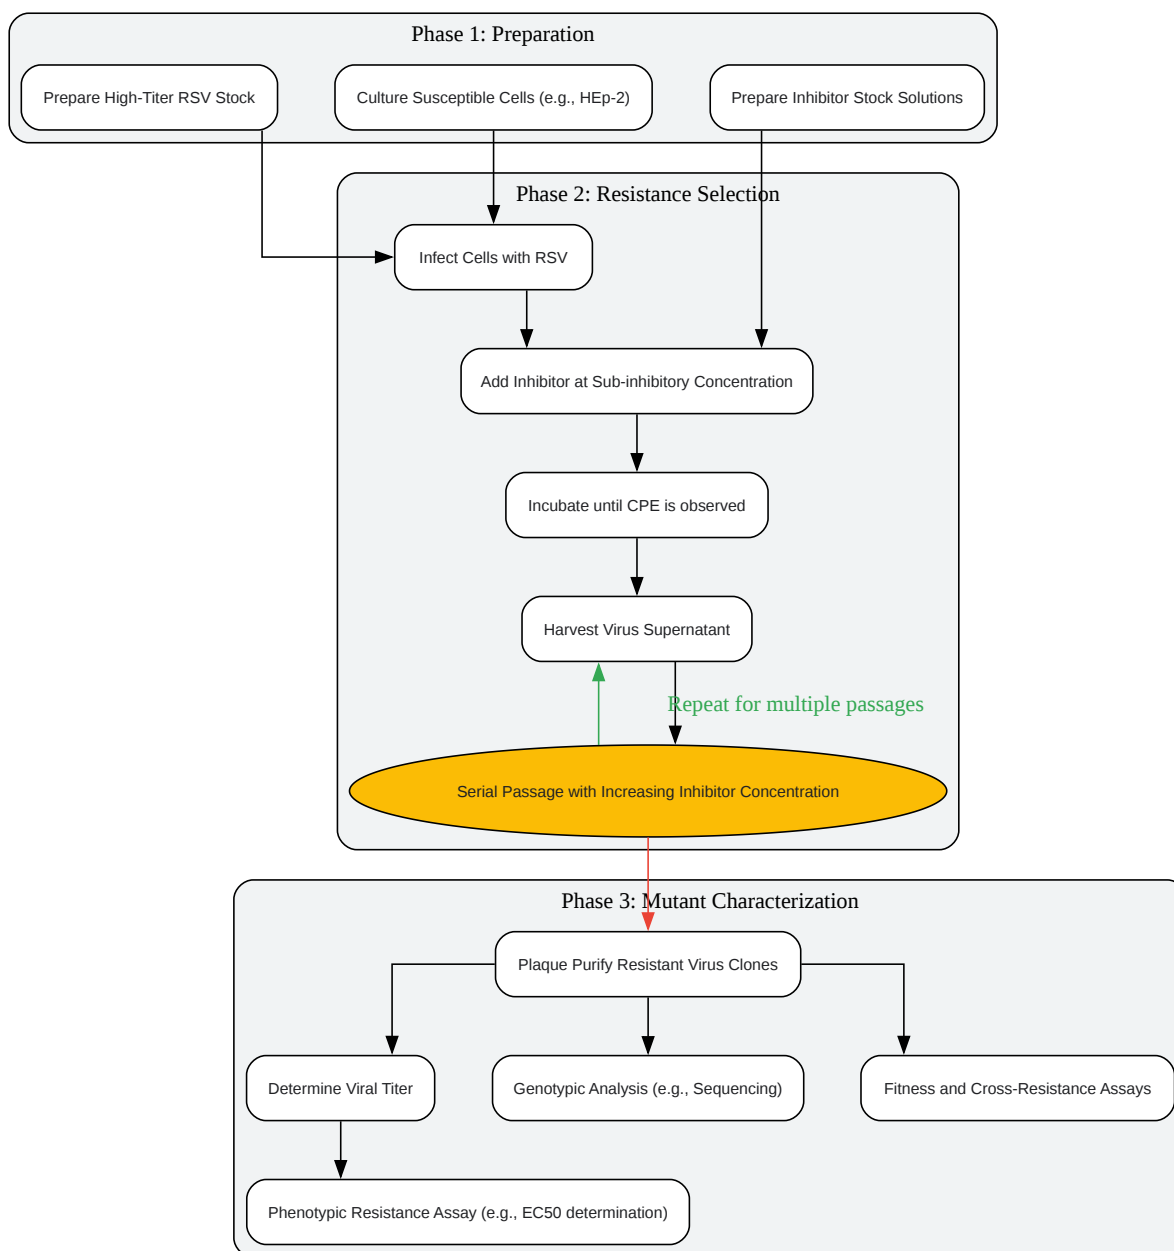 Phase 1: Preparation
Prepare High-Titer RSV Stock
Culture Susceptible Cells (e.g., HEp-2)
Prepare Inhibitor Stock Solutions
Phase 2: Resistance Selection
Infect Cells with RSV
Add Inhibitor at Sub-inhibitory Concentration
Incubate until CPE is observed
Harvest Virus Supernatant
Repeat for multiple passages
Serial Passage with Increasing Inhibitor Concentration
Phase 3: Mutant Characterization
Plaque Purify Resistant Virus Clones
Determine Viral Titer
Genotypic Analysis (e.g., Sequencing)
Fitness and Cross-Resistance Assays
Phenotypic Resistance Assay (e.g., EC50 determination)